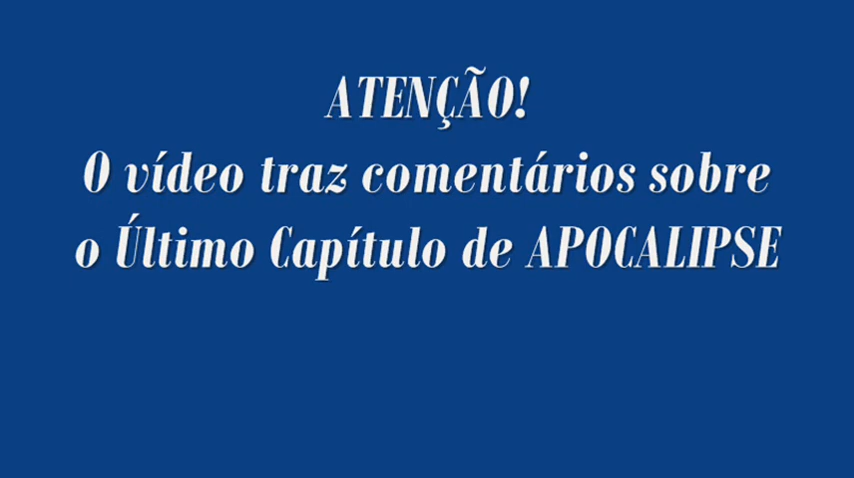 ATENÇÃO!
O vídeo traz comentários sobre
o Último Capítulo de APOCALIPSE